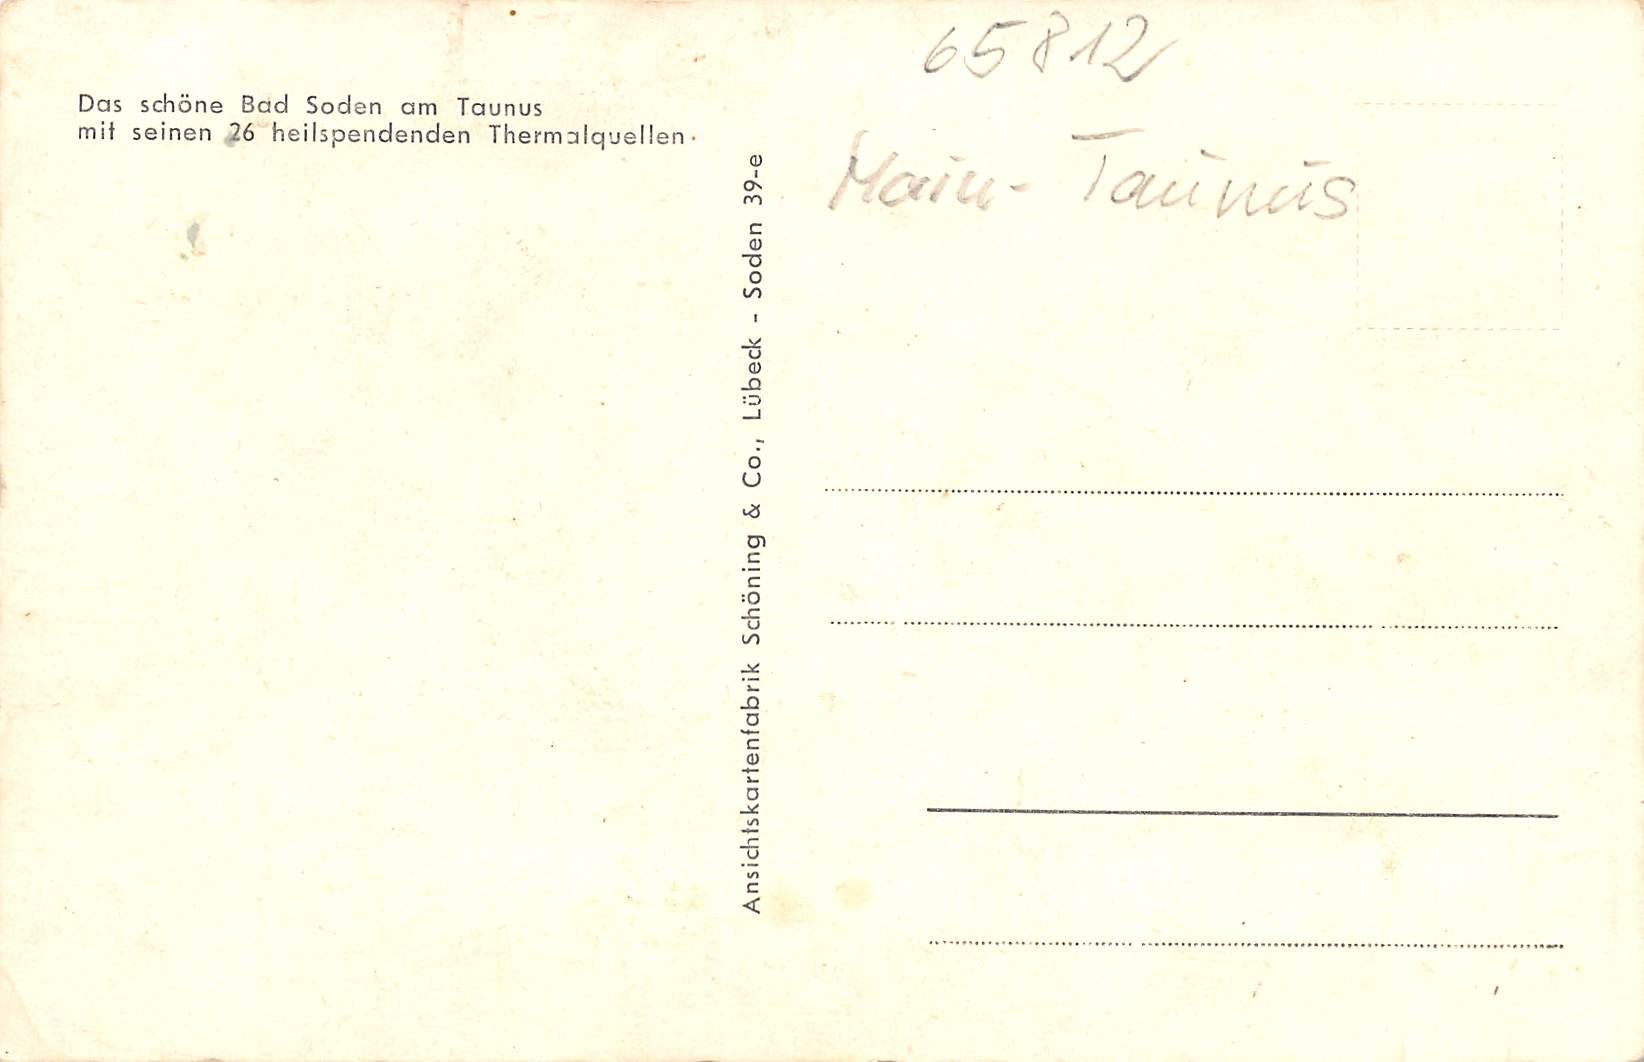 Das schöne Bad Soden am Taunus
mit seinen 26 heilspendenden Thermalquellen.
Ansichtskartenfabrik Schöning & Co., Lübeck - Soden 39-e
65812
Main-Taunus